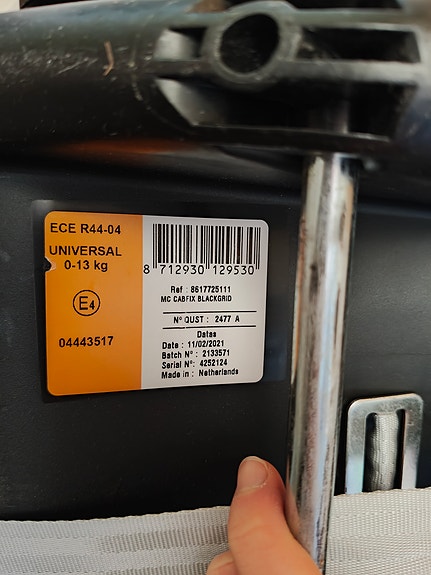 ECE R44-04
UNIVERSAL
0-13 kg
E4
04443517
8 712930 129530
Ref : 8617725111
MC CABFIX BLACKGRID
N° QUST : 2477 A
Datas
Date : 11/02/2021
Batch N° : 2133571
Serial N°: 4252124
Made in : Netherlands